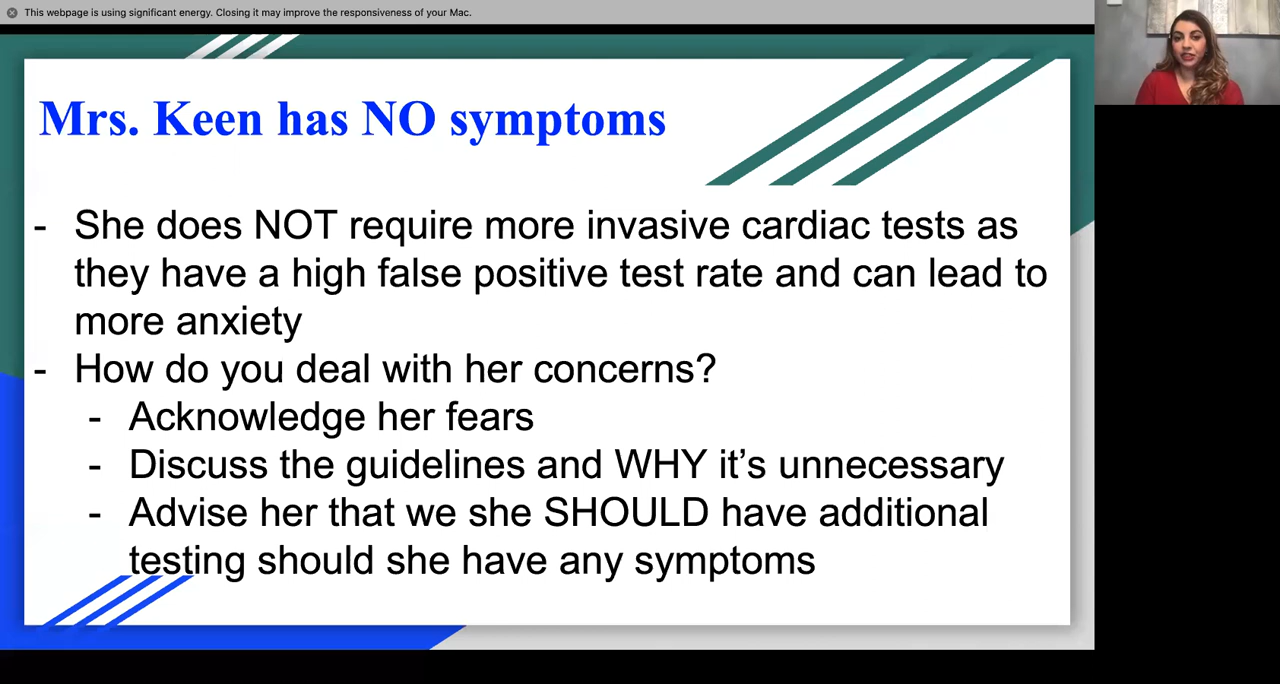 This webpage is using significant energy. Closing it may improve the responsiveness of your Mac.
Mrs. Keen has NO symptoms
- She does NOT require more invasive cardiac tests as
they have a high false positive test rate and can lead to
more anxiety
- How do you deal with her concerns?
- Acknowledge her fears
- Discuss the guidelines and WHY it’s unnecessary
- Advise her that we she SHOULD have additional
testing should she have any symptoms